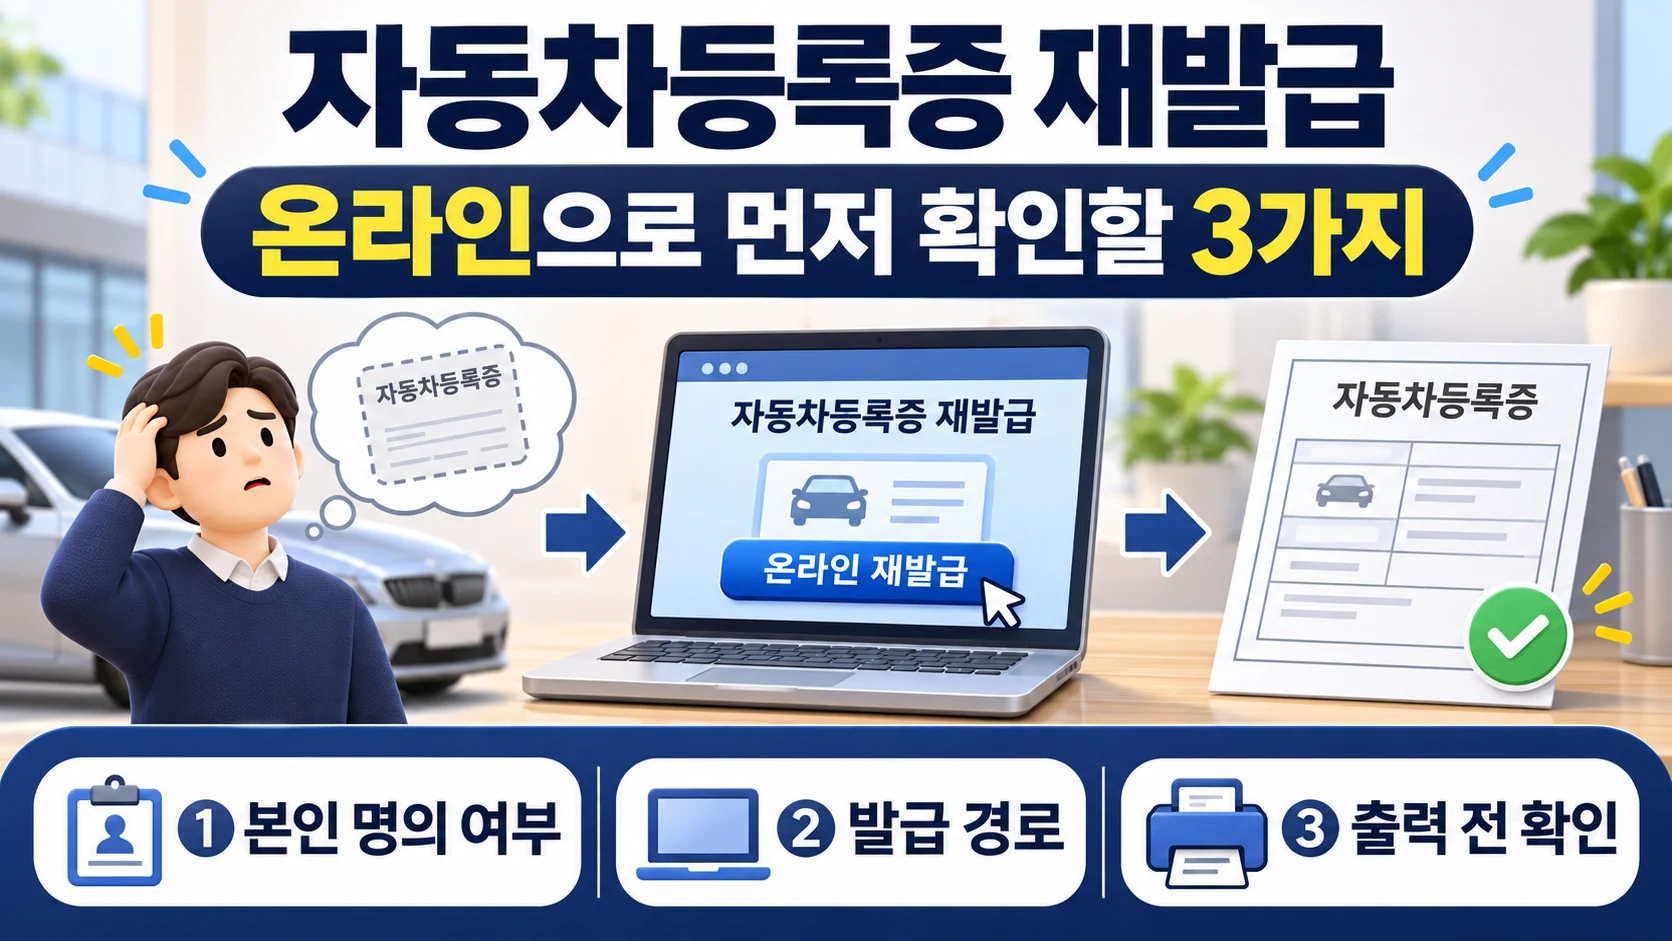 자동차등록증 재발급
온라인으로 먼저 확인할 3가지
자동차등록증
자동차등록증 재발급
온라인 재발급
자동차등록증
1 본인 명의 여부
2 발급 경로
3 출력 전 확인